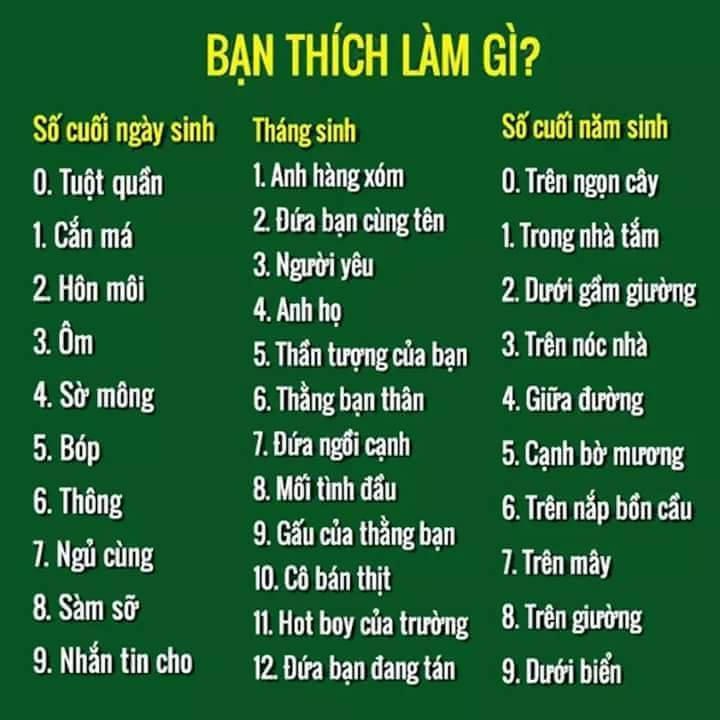 BẠN THÍCH LÀM GÌ?
Số cuối ngày sinh
0. Tuột quần
1. Cắn má
2. Hôn môi
3. Ôm
4. Sờ mông
5. Bóp
6. Thông
7. Ngủ cùng
8. Sàm sỡ
9. Nhắn tin cho
Tháng sinh
1. Anh hàng xóm
2. Đứa bạn cùng tên
3. Người yêu
4. Anh họ
5. Thần tượng của bạn
6. Thằng bạn thân
7. Đứa ngồi cạnh
8. Mối tình đầu
9. Gấu của thằng bạn
10. Cô bán thịt
11. Hot boy của trường
12. Đứa bạn đang tán
Số cuối năm sinh
0. Trên ngọn cây
1. Trong nhà tắm
2. Dưới gầm giường
3. Trên nóc nhà
4. Giữa đường
5. Cạnh bờ mương
6. Trên nắp bồn cầu
7. Trên mây
8. Trên giường
9. Dưới biển